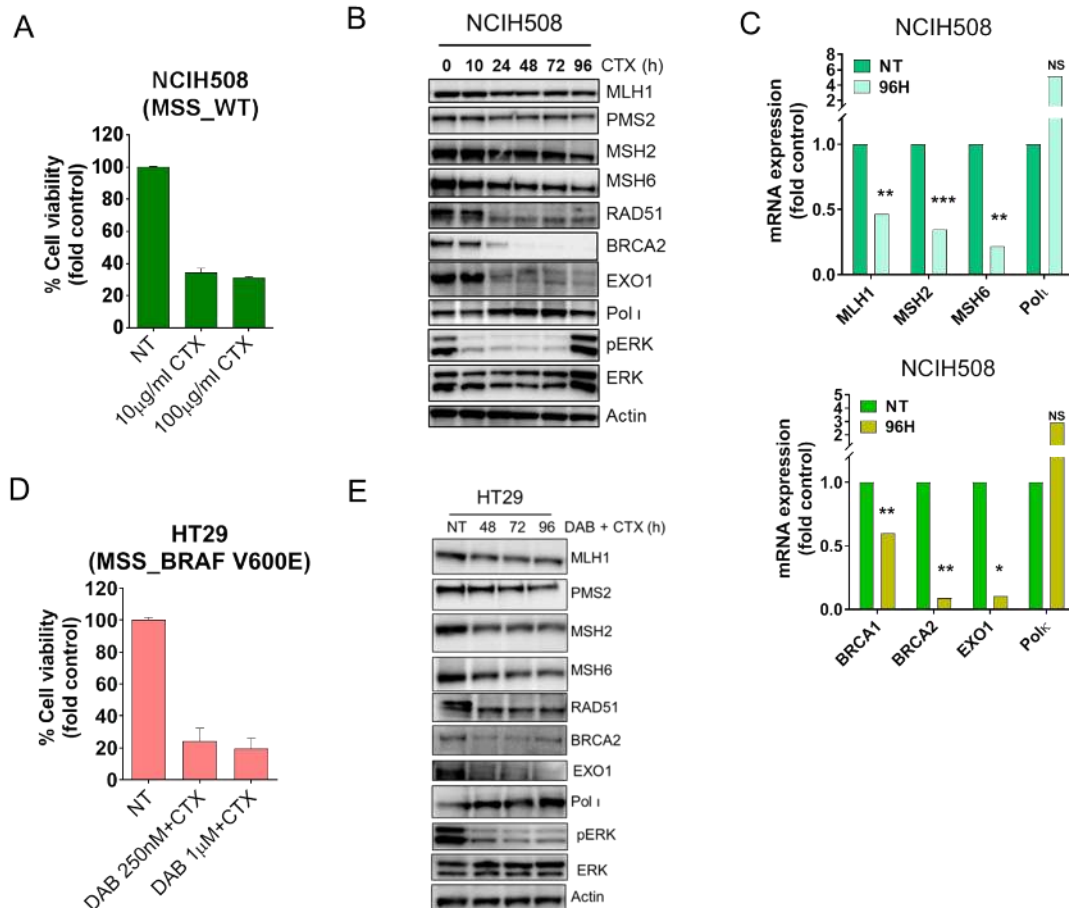 A
NCIH508
(MSS_WT)
% Cell viability
(fold control)
120
100
80
60
40
20
0
NT
10μg/ml CTX
100μg/ml CTX
B
NCIH508
0 10 24 48 72 96 CTX (h)
MLH1
PMS2
MSH2
MSH6
RAD51
BRCA2
EXO1
Pol ι
pERK
ERK
Actin
C
NCIH508
NT
96H
mRNA expression
(fold control)
8
6
4
2
1.0
0.5
0.0
**
***
**
NS
MLH1
MSH2
MSH6
Polι
NCIH508
NT
96H
mRNA expression
(fold control)
5
4
3
2
1.0
0.5
0.0
**
**
*
NS
BRCA1
BRCA2
EXO1
Polκ
D
HT29
(MSS_BRAF V600E)
% Cell viability
(fold control)
120
100
80
60
40
20
0
NT
DAB 250nM+CTX
DAB 1μM+CTX
E
HT29
NT 48 72 96 DAB + CTX (h)
MLH1
PMS2
MSH2
MSH6
RAD51
BRCA2
EXO1
Pol ι
pERK
ERK
Actin